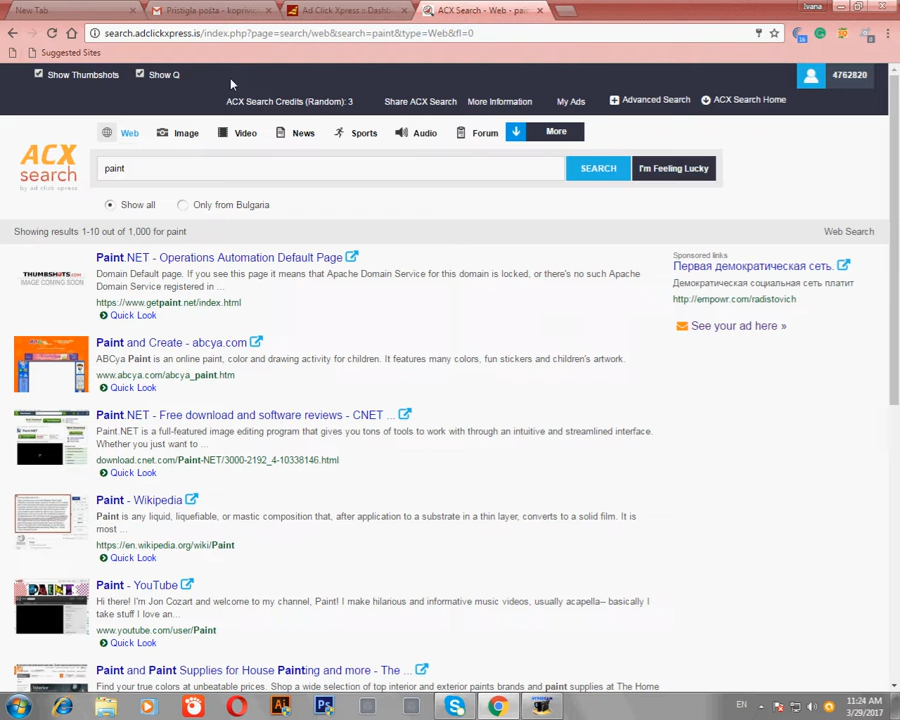 New Tab
Pristigla pošta - kopriv
Ad Click Xpress :: Dashb
ACX Search - Web - pai
Ivana
search.adclickxpress.is/index.php?page=search/web&search=paint&type=Web&fl=0
Suggested Sites
Show Thumbshots
Show Q
4762820
ACX Search Credits (Random): 3
Share ACX Search
More Information
My Ads
Advanced Search
ACX Search Home
Web
Image
Video
News
Sports
Audio
Forum
More
ACX
search
by ad click xpress
paint
SEARCH
I'm Feeling Lucky
Show all
Only from Bulgaria
Showing results 1-10 out of 1,000 for paint
Web Search
Paint.NET - Operations Automation Default Page
THUMBSHOTS.COM
IMAGE COMING SOON
Domain Default page. If you see this page it means that Apache Domain Service for this domain is locked, or there's no such Apache
Domain Service registered in ...
https://www.getpaint.net/index.html
Quick Look
Sponsored links
Первая демократическая сеть.
Демократическая социальная сеть платит
http://empowr.com/radistovich
See your ad here »
Paint and Create - abcya.com
ABCya Paint is an online paint, color and drawing activity for children. It features many colors, fun stickers and children's artwork.
www.abcya.com/abcya_paint.htm
Quick Look
Paint.NET - Free download and software reviews - CNET ...
Paint.NET is a full-featured image editing program that gives you tons of tools to work with through an intuitive and streamlined interface.
Whether you just want to ...
download.cnet.com/Paint-NET/3000-2192_4-10338146.html
Quick Look
Paint - Wikipedia
Paint is any liquid, liquefiable, or mastic composition that, after application to a substrate in a thin layer, converts to a solid film. It is
most ...
https://en.wikipedia.org/wiki/Paint
Quick Look
Paint - YouTube
Hi there! I'm Jon Cozart and welcome to my channel, Paint! I make hilarious and informative music videos, usually acapella-- basically I
take stuff I love an...
www.youtube.com/user/Paint
Quick Look
Paint and Paint Supplies for House Painting and more - The ...
Find your true colors at unbeatable prices. Shop a wide selection of top interior and exterior paints brands and paint supplies at The Home
EN
11:24 AM
3/29/2017